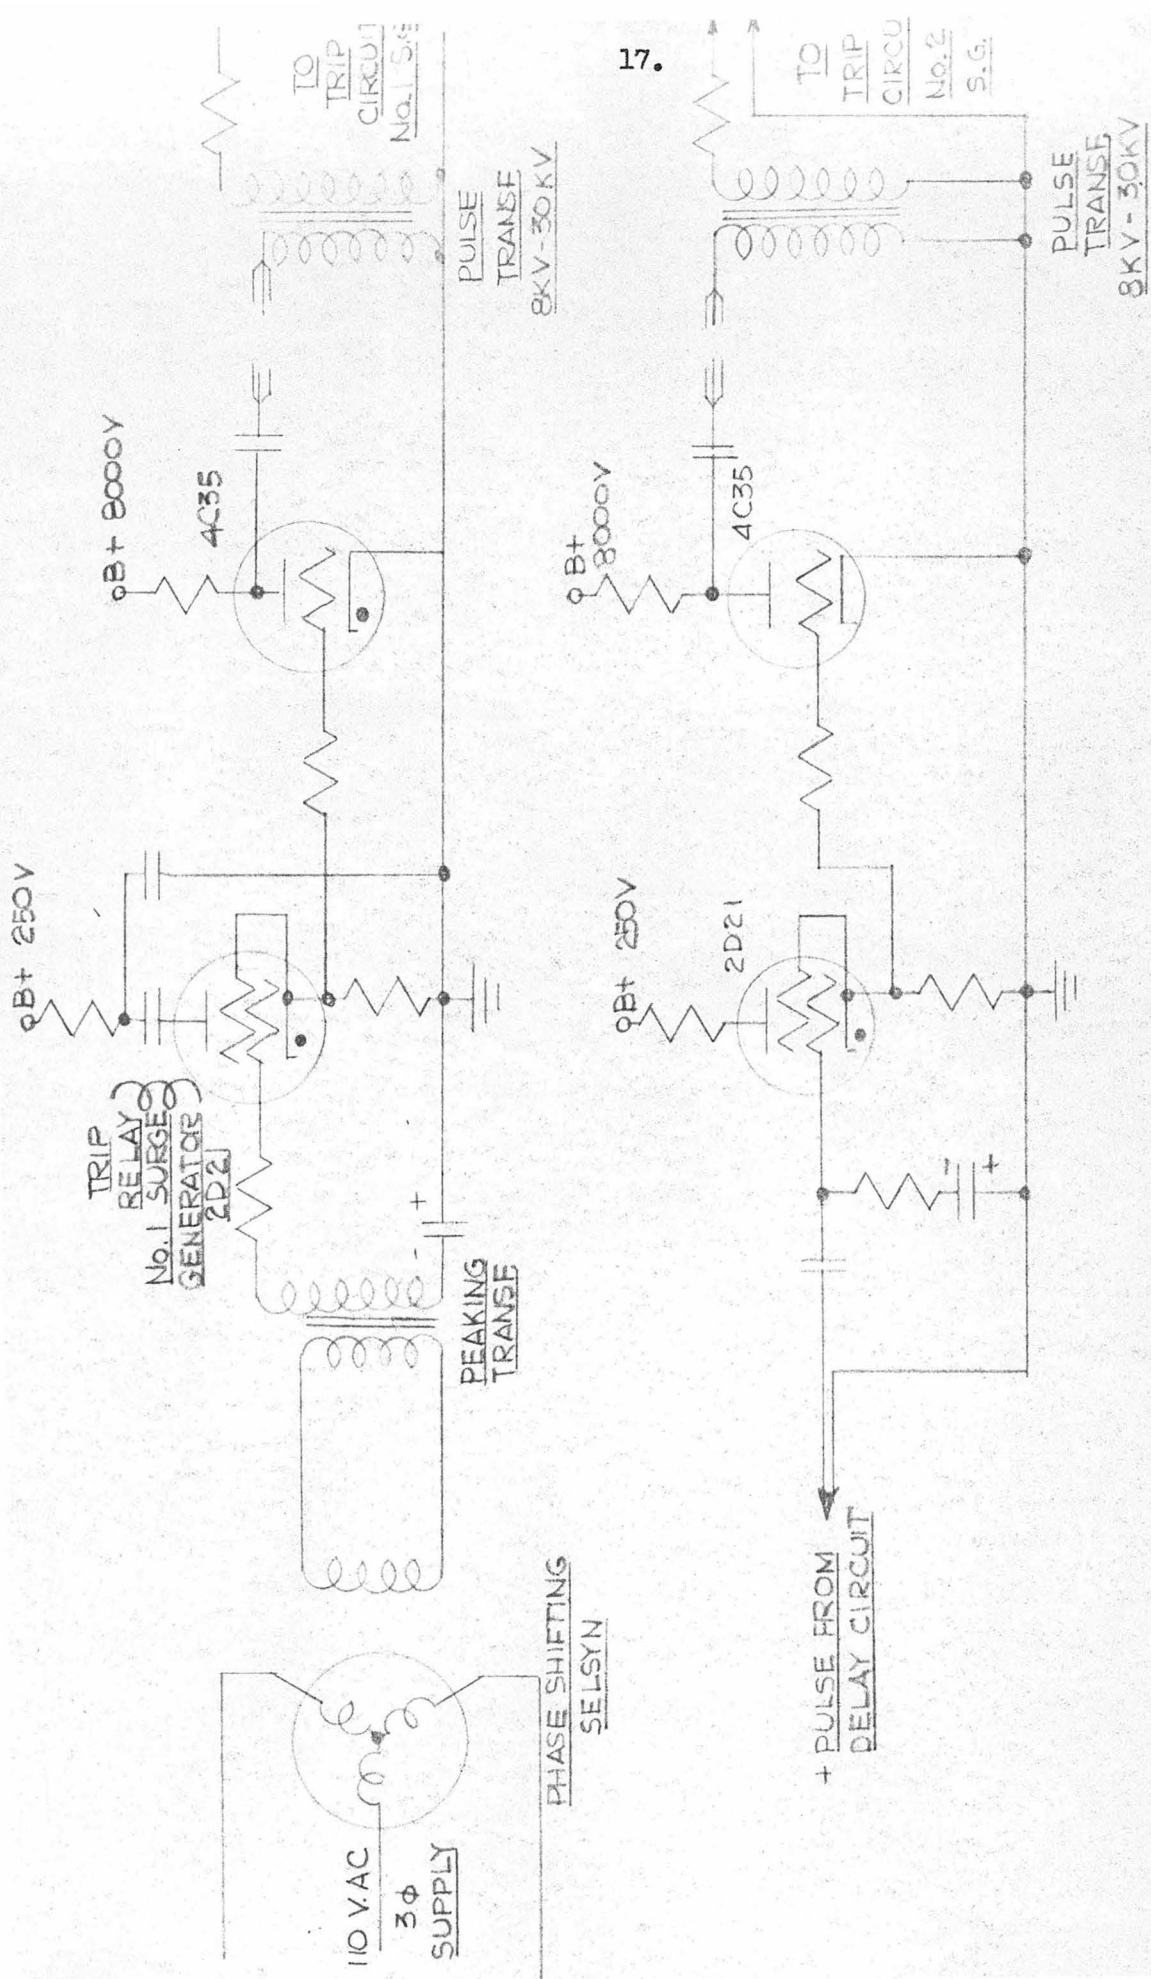 17.
110 V.AC
3Φ
SUPPLY
PHASE SHIFTING
SELSYN
PEAKING
TRANSF
+
-
TRIP
RELAY
No.1 SURGE
GENERATOR
2D21
B+ 250V
B+ 8000V
4C35
PULSE
TRANSF
8KV-30KV
TO
TRIP
CIRCUIT
No.1 S.G
+ PULSE FROM
DELAY CIRCUIT
-
+
B+ 250V
2D21
B+
8000V
4C35
PULSE
TRANSF
8KV-30KV
TO
TRIP
CIRCU
No.2
S.G.